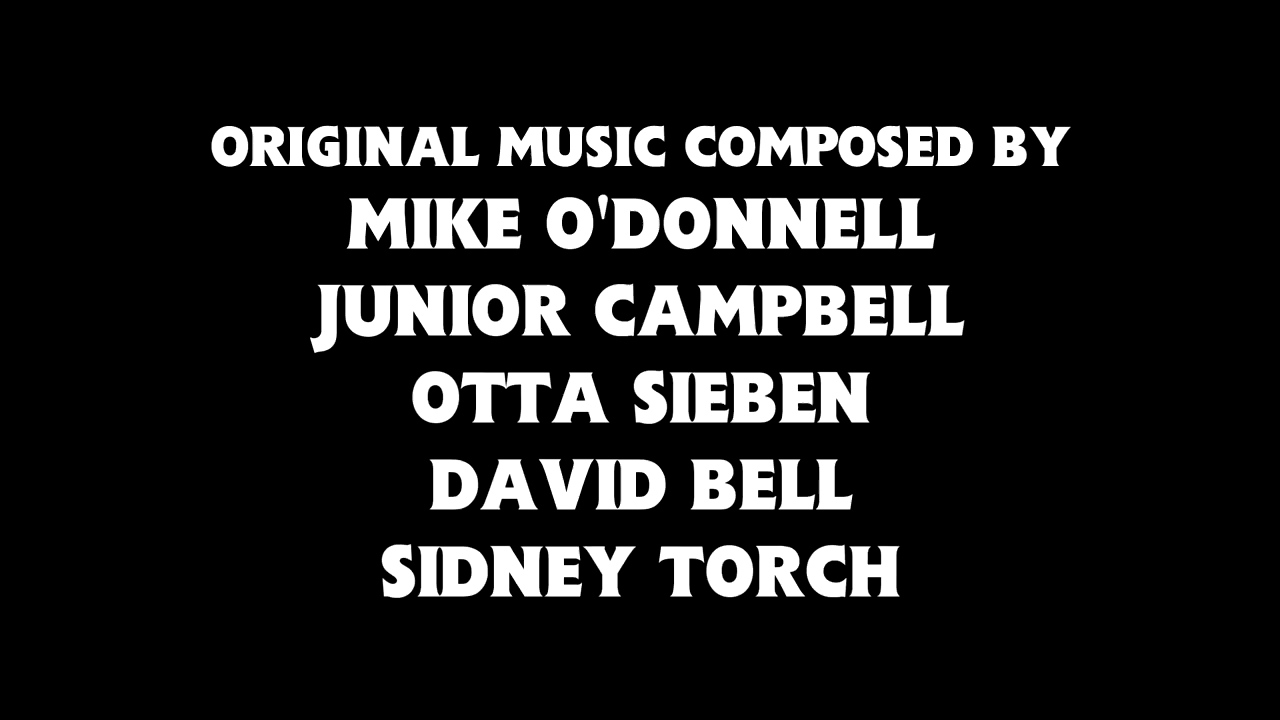 ORIGINAL MUSIC COMPOSED BY
MIKE O'DONNELL
JUNIOR CAMPBELL
OTTA SIEBEN
DAVID BELL
SIDNEY TORCH